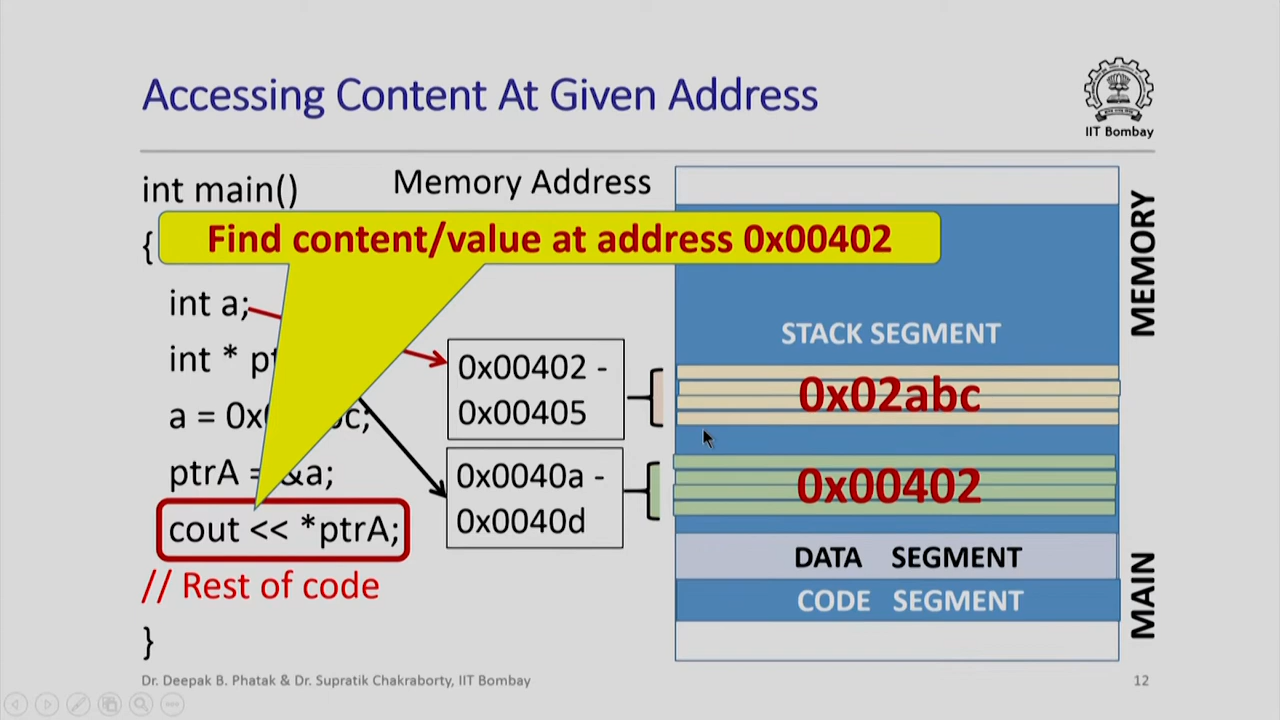 Accessing Content At Given Address
IIT Bombay
int main()
Memory Address
{
Find content/value at address 0x00402
int a;
int * pt
a = 0x
c;
ptrA = &a;
cout << *ptrA;
// Rest of code
}
0x00402 -
0x00405
0x0040a -
0x0040d
STACK SEGMENT
0x02abc
0x00402
DATA SEGMENT
CODE SEGMENT
MAIN MEMORY
Dr. Deepak B. Phatak & Dr. Supratik Chakraborty, IIT Bombay
12